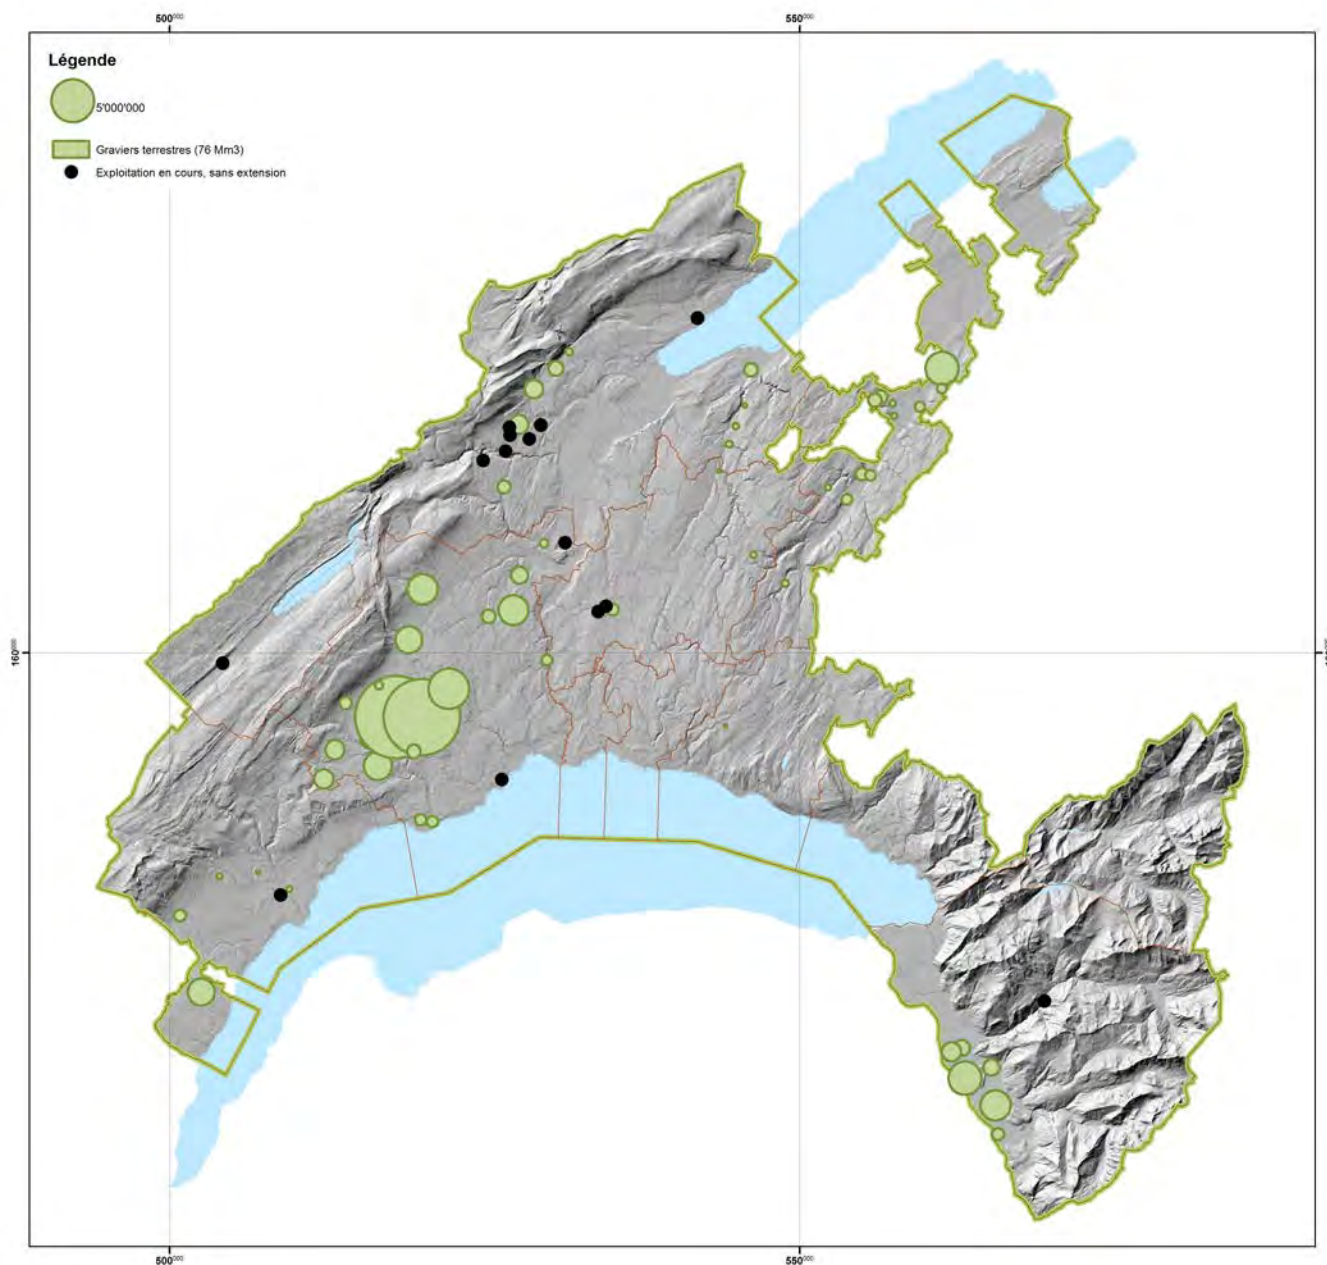 500000
550000
Légende
5'000'000
Graviers terrestres (76 Mm3)
Exploitation en cours, sans extension
160000
500000
550000